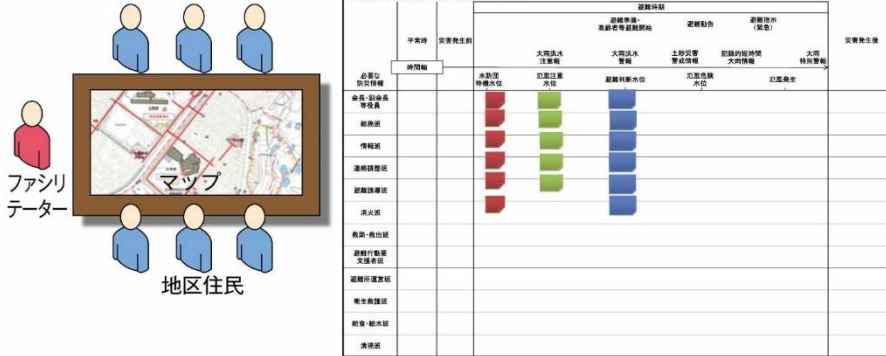 ファシリ
テーター
マップ
地区住民
避難時期
平常時
災害発生前
避難準備・
高齢者等避難開始
避難勧告
避難指示
(緊急)
災害発生後
大雨洪水
注意報
大雨洪水
警報
土砂災害
警戒情報
記録的短時間
大雨情報
大雨
特別警報
時間軸
必要な
防災情報
水防団
待機水位
氾濫注意
水位
避難判断水位
氾濫危険
水位
氾濫発生
会長・副会長
等役員
総務班
情報班
連絡調整班
避難誘導班
消火班
救助・救出班
避難行動要
支援者班
避難所運営班
衛生救護班
給食・給水班
清掃班